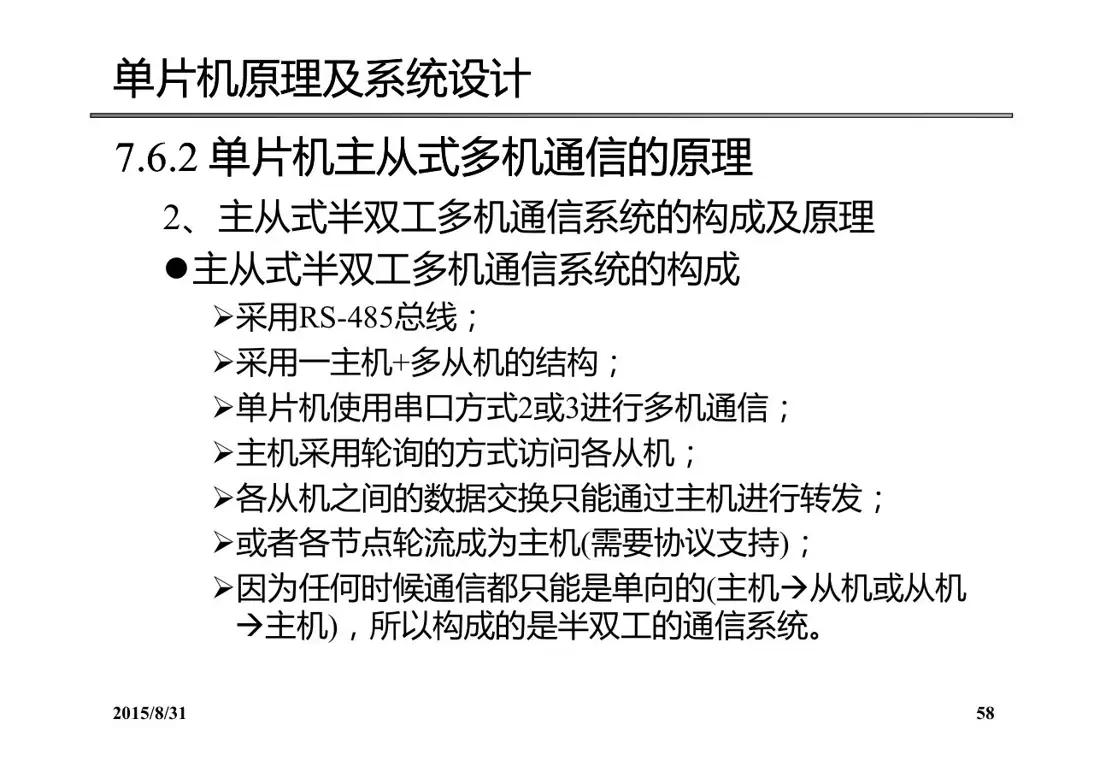 单片机原理及系统设计
7.6.2 单片机主从式多机通信的原理
2、主从式半双工多机通信系统的构成及原理
●主从式半双工多机通信系统的构成
➢采用RS-485总线；
➢采用一主机+多从机的结构；
➢单片机使用串口方式2或3进行多机通信；
➢主机采用轮询的方式访问各从机；
➢各从机之间的数据交换只能通过主机进行转发；
➢或者各节点轮流成为主机(需要协议支持)；
➢因为任何时候通信都只能是单向的(主机→从机或从机
→主机)，所以构成的是半双工的通信系统。
2015/8/31
58